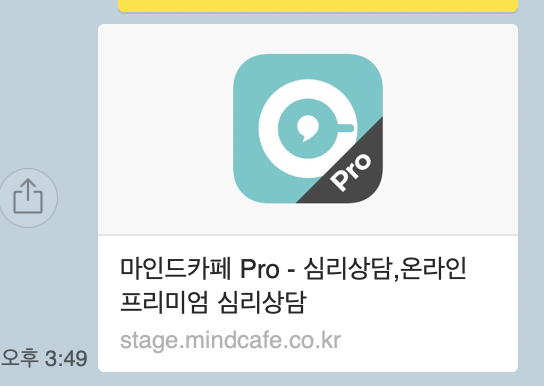 Pro
마인드카페 Pro - 심리상담,온라인
프리미엄 심리상담
stage.mindcafe.co.kr
오후 3:49